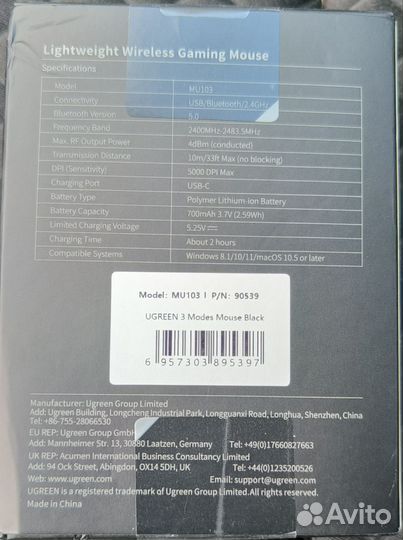 Lightweight Wireless Gaming Mouse
Specifications
Model MU103
Connectivity USB/Bluetooth/2.4GHz
Bluetooth Version 5.0
Frequency Band 2400MHz-2483.5MHz
Max. RF Output Power 4dBm (conducted)
Transmission Distance 10m/33ft Max (no blocking)
DPI (Sensitivity) 5000 DPI Max
Charging Port USB-C
Battery Type Polymer Lithium-ion Battery
Battery Capacity 700mAh 3.7V (2.59Wh)
Limited Charging Voltage 5.25V⎓
Charging Time About 2 hours
Compatible Systems Windows 8.1/10/11/macOS 10.5 or later
Model: MU103 | P/N: 90539
UGREEN 3 Modes Mouse Black
6 957303 895397
Manufacturer: Ugreen Group Limited
Add: Ugreen Building, Longcheng Industrial Park, Longguanxi Road, Longhua, Shenzhen, China
Tel: +86-755-28066530
EU REP: Ugreen Group GmbH
Add: Mannheimer Str. 13, 30880 Laatzen, Germany Tel: +49(0)17660827663
UK REP: Acumen International Business Consultancy Limited
Add: 94 Ock Street, Abingdon, OX14 5DH, UK Tel: +44(0)1235200526
Web: www.ugreen.com Email: support@ugreen.com
UGREEN is a registered trademark of Ugreen Group Limited. All rights reserved.
Made in China
Avito